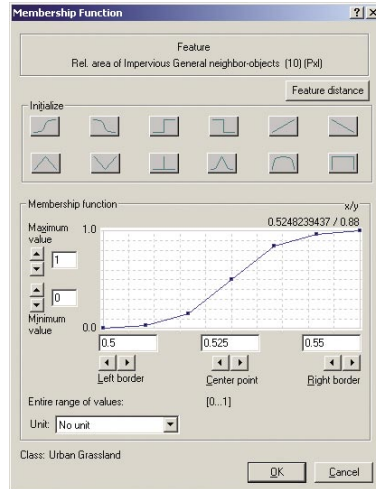 Membership Function
Feature
Rel. area of Impervious General neighbor-objects (10) (Pxl)
Feature distance
Initialize
Membership function
x/y
0.5248239437 / 0.88
Maximum value
1.0
1
0
Minimum value
0.0
0.5
0.525
0.55
Left border
Center point
Right border
Entire range of values:
[0...1]
Unit: No unit
Class: Urban Grassland
OK
Cancel